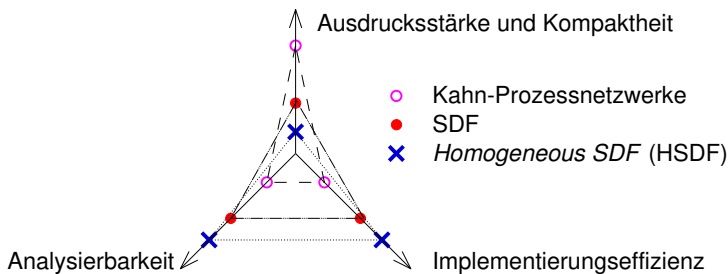 Ausdrucksstärke und Kompaktheit
Kahn-Prozessnetzwerke
SDF
Homogeneous SDF (HSDF)
Analysierbarkeit
Implementierungseffizienz